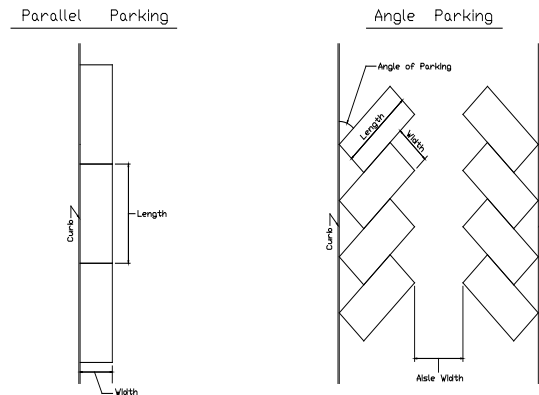 Parallel Parking
Curb
Length
Width
Angle Parking
Angle of Parking
Length
Width
Curb
Aisle Width